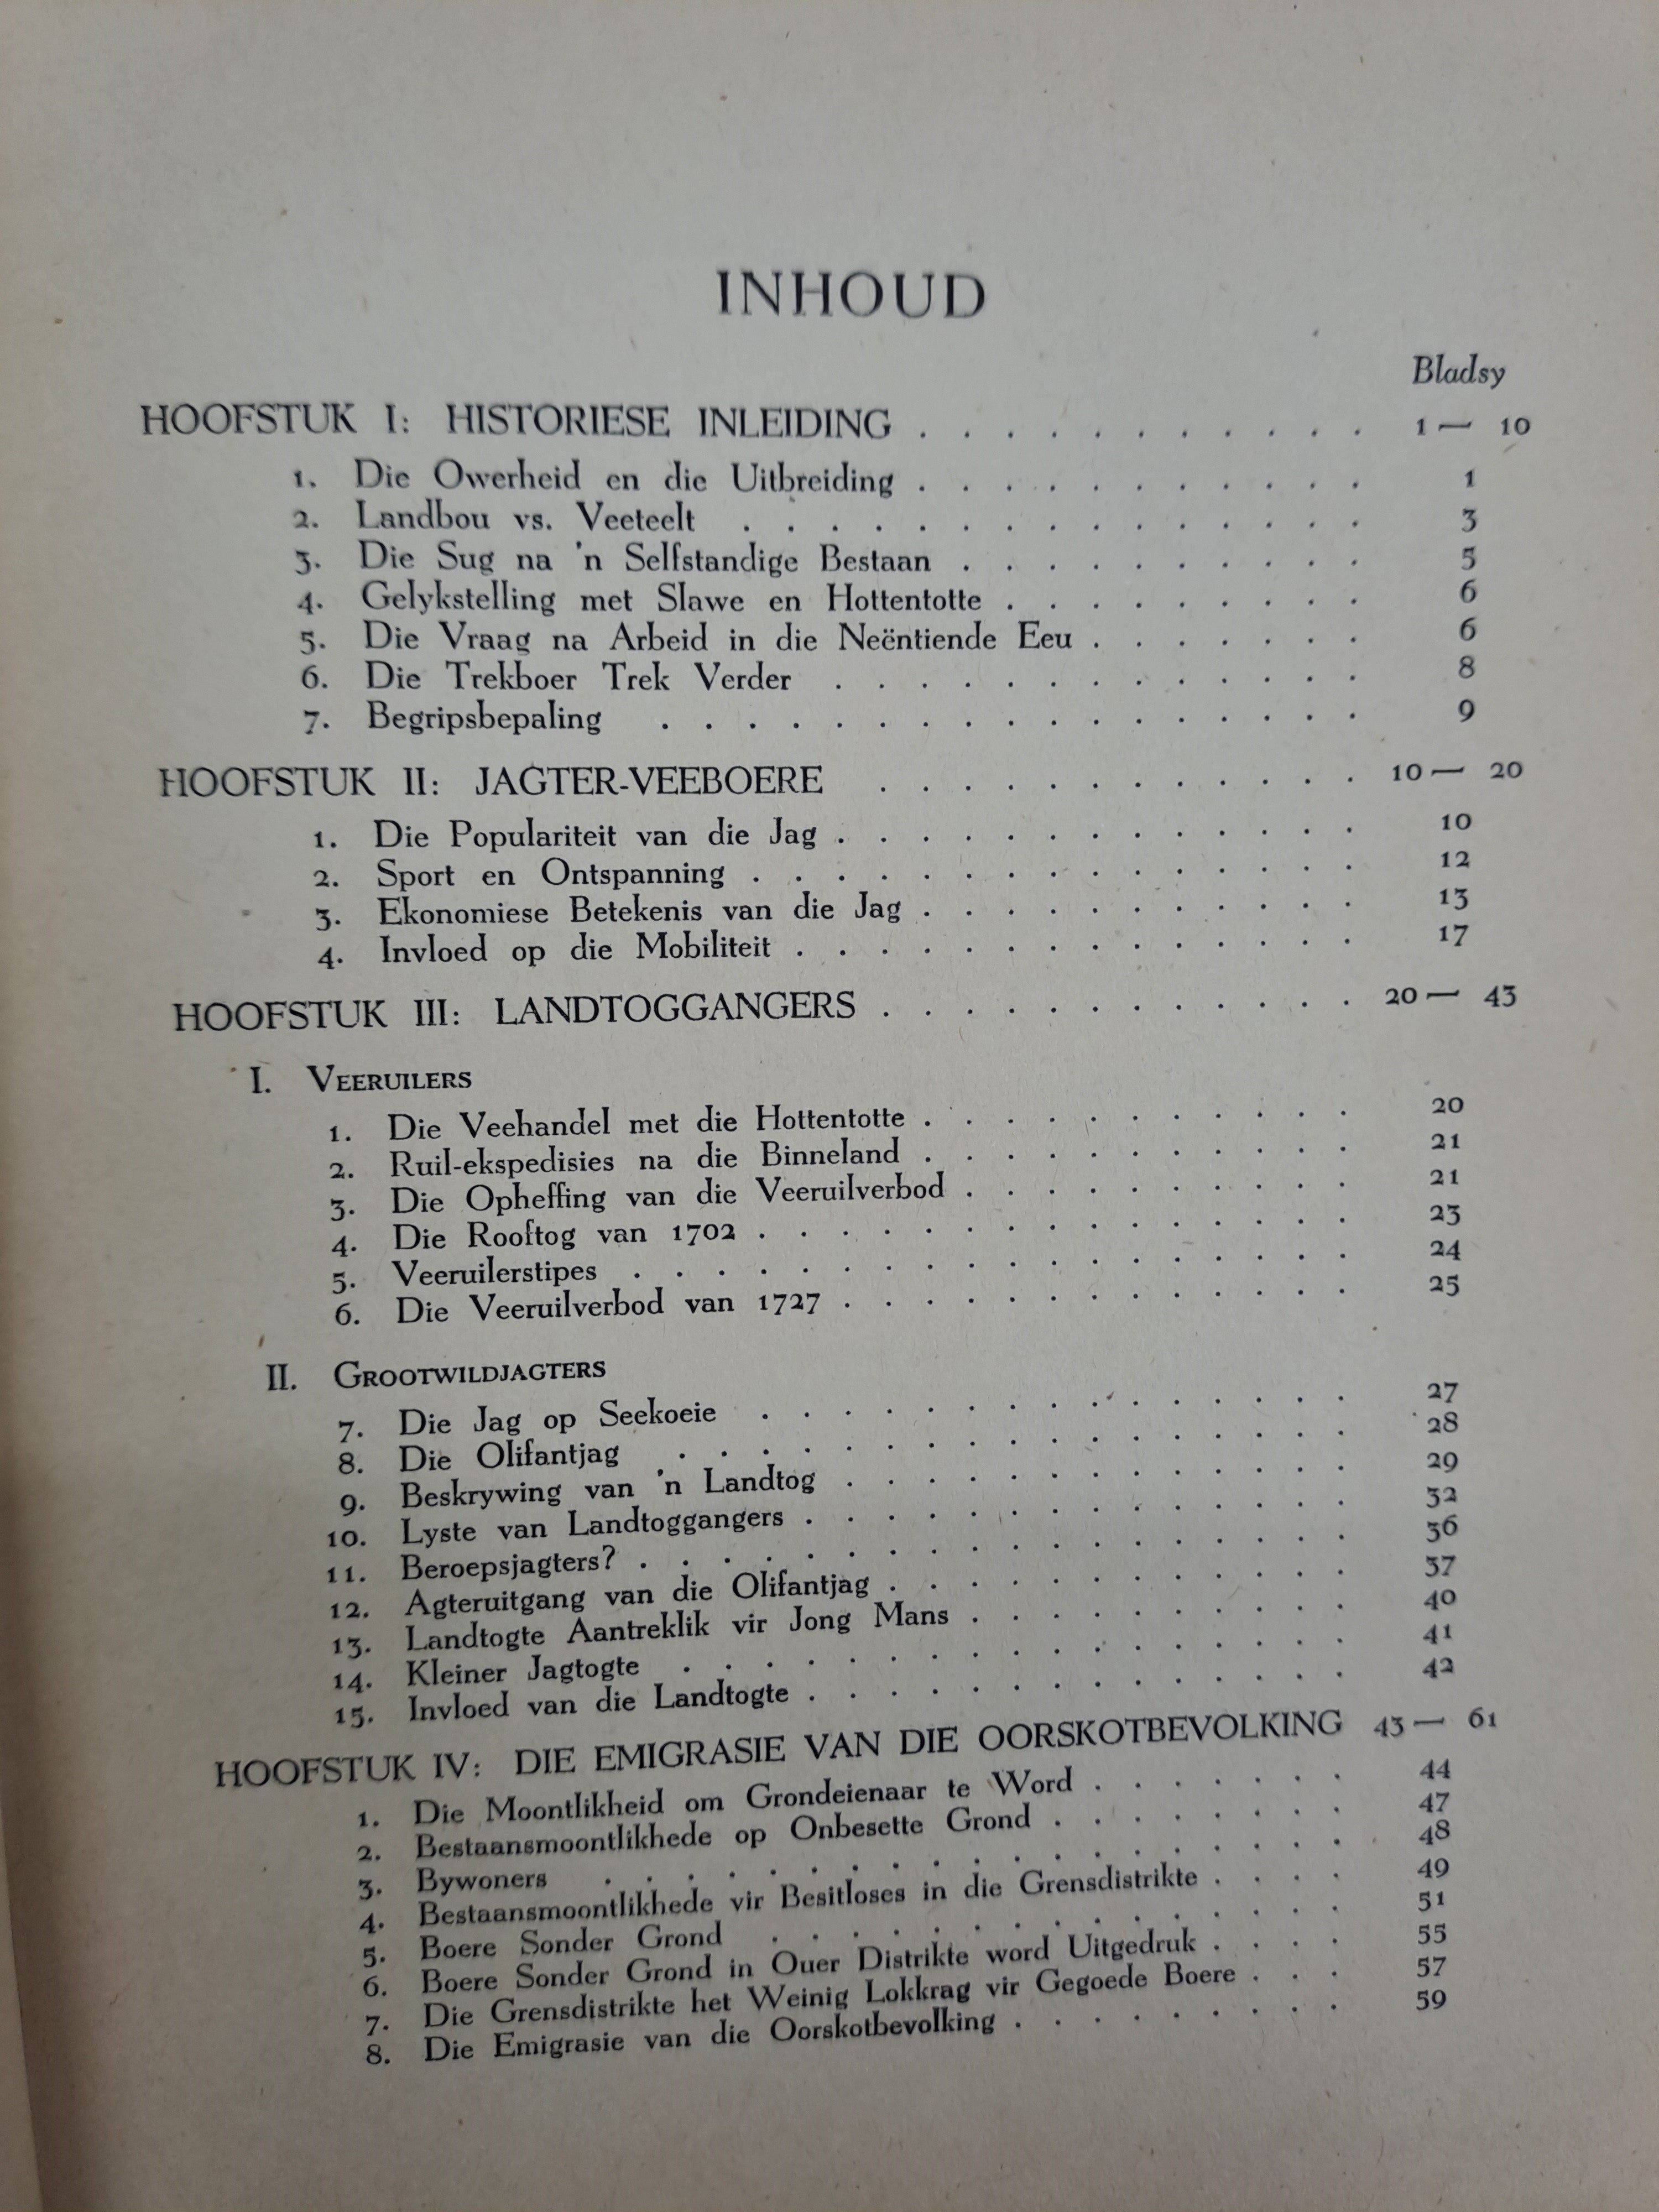 INHOUD
Bladsy
HOOFSTUK I: HISTORIESE INLEIDING . . . . . . . . . . . 1 — 10
1. Die Owerheid en die Uitbreiding . . . . . . . . . . . 1
2. Landbou vs. Veeteelt . . . . . . . . . . . . . . . 3
3. Die Sug na 'n Selfstandige Bestaan . . . . . . . . . . 5
4. Gelykstelling met Slawe en Hottentotte . . . . . . . . . 6
5. Die Vraag na Arbeid in die Neëntiende Eeu . . . . . . . 6
6. Die Trekboer Trek Verder . . . . . . . . . . . . . 8
7. Begripsbepaling . . . . . . . . . . . . . . . . . 9
HOOFSTUK II: JAGTER-VEEBOERE . . . . . . . . . . . . 10 — 20
1. Die Populariteit van die Jag . . . . . . . . . . . . . 10
2. Sport en Ontspanning . . . . . . . . . . . . . . . 12
3. Ekonomiese Betekenis van die Jag . . . . . . . . . . . 13
4. Invloed op die Mobiliteit . . . . . . . . . . . . . . 17
HOOFSTUK III: LANDTOGGANGERS . . . . . . . . . . . . 20 — 43
I. VEERUILERS
1. Die Veehandel met die Hottentotte . . . . . . . . . . . 20
2. Ruil-ekspedisies na die Binneland . . . . . . . . . . . 21
3. Die Opheffing van die Veeruilverbod . . . . . . . . . . 21
4. Die Rooftog van 1702 . . . . . . . . . . . . . . . 23
5. Veeruilerstipes . . . . . . . . . . . . . . . . . . 24
6. Die Veeruilverbod van 1727 . . . . . . . . . . . . . 25
II. GROOTWILDJAGTERS
7. Die Jag op Seekoeie . . . . . . . . . . . . . . . 27
8. Die Olifantjag . . . . . . . . . . . . . . . . . 28
9. Beskrywing van 'n Landtog . . . . . . . . . . . . . 29
10. Lyste van Landtoggangers . . . . . . . . . . . . . . 32
11. Beroepsjagters? . . . . . . . . . . . . . . . . . . 36
12. Agteruitgang van die Olifantjag . . . . . . . . . . . . 37
13. Landtogte Aantreklik vir Jong Mans . . . . . . . . . . 40
14. Kleiner Jagtogte . . . . . . . . . . . . . . . . . 41
15. Invloed van die Landtogte . . . . . . . . . . . . . . 42
HOOFSTUK IV: DIE EMIGRASIE VAN DIE OORSKOTBEVOLKING 43 — 61
1. Die Moontlikheid om Grondeienaar te Word . . . . . . . 44
2. Bestaansmoontlikhede op Onbesette Grond . . . . . . . . 47
3. Bywoners . . . . . . . . . . . . . . . . . . . 48
4. Bestaansmoontlikhede vir Besitloses in die Grensdistrikte . . . . 49
5. Boere Sonder Grond . . . . . . . . . . . . . . . 51
6. Boere Sonder Grond in Ouer Distrikte word Uitgedruk . . . . 55
7. Die Grensdistrikte het Weinig Lokkrag vir Gegoede Boere . . . 57
8. Die Emigrasie van die Oorskotbevolking . . . . . . . . . 59